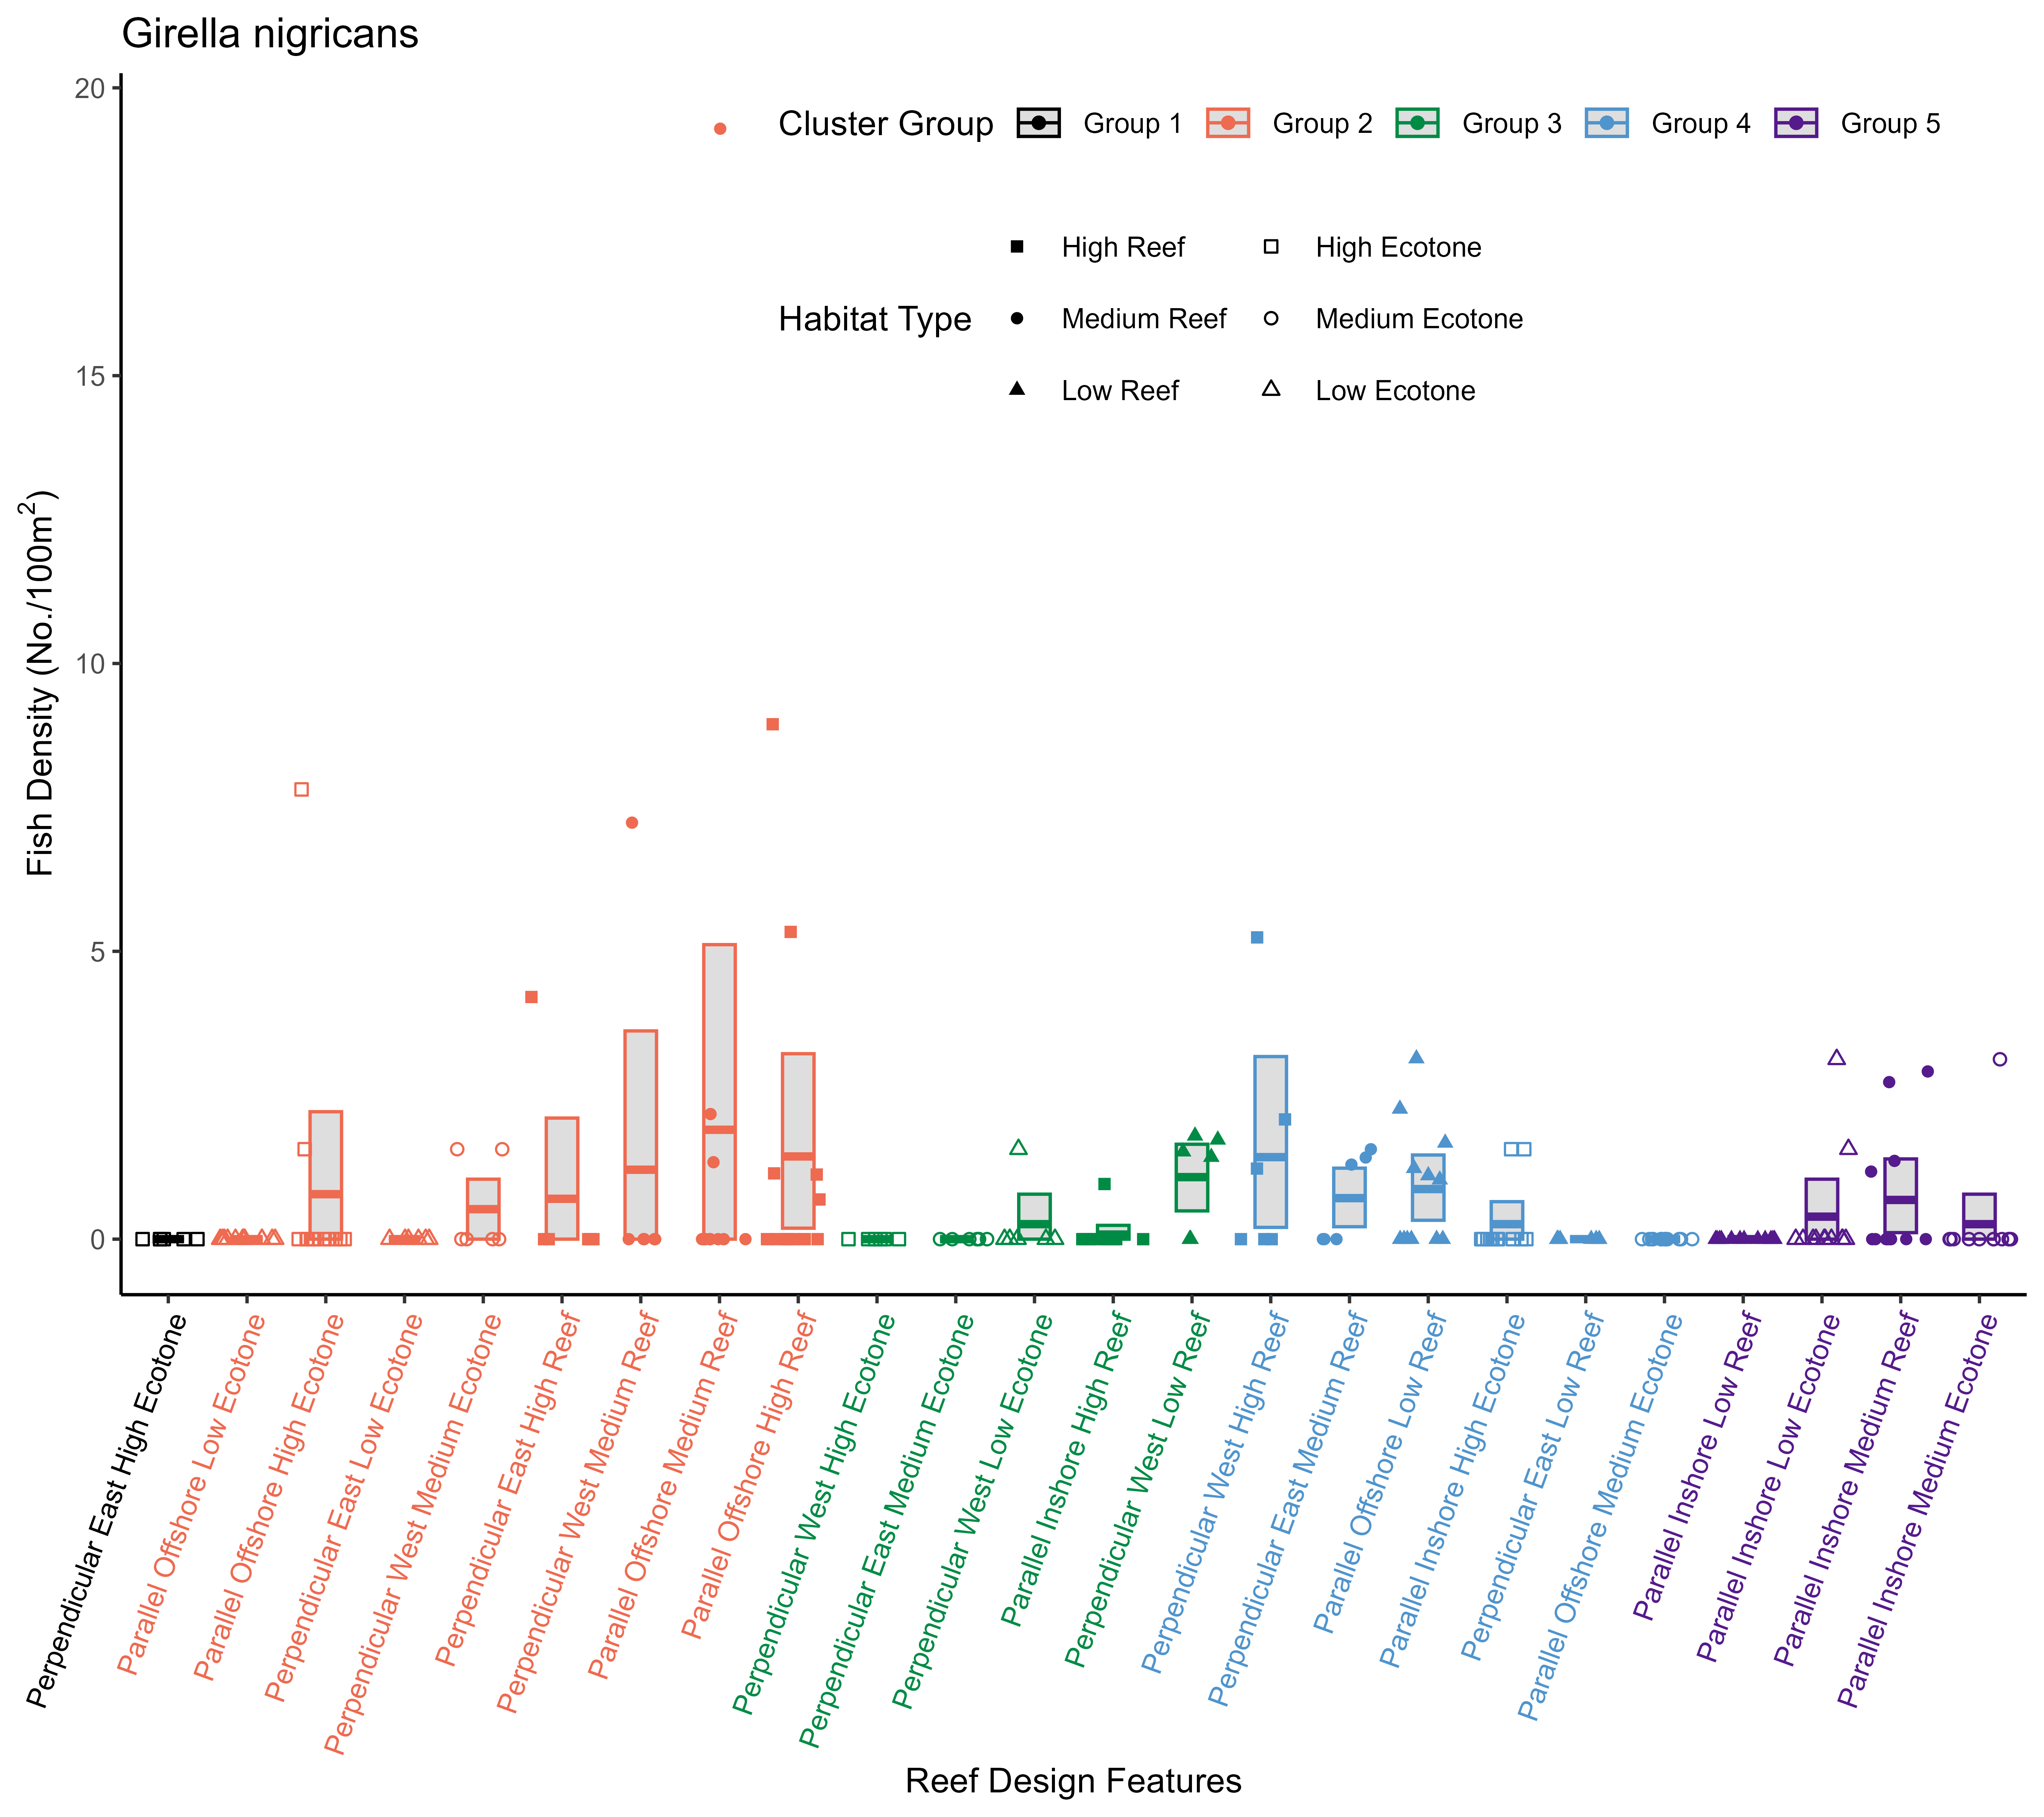 Girella nigricans
Cluster Group Group 1 Group 2 Group 3 Group 4 Group 5
High Reef High Ecotone
Habitat Type Medium Reef Medium Ecotone
Low Reef Low Ecotone
Fish Density (No./100m²)
20
15
10
5
0
Perpendicular East High Ecotone
Parallel Offshore Low Ecotone
Parallel Offshore High Ecotone
Perpendicular East Low Ecotone
Perpendicular West Medium Ecotone
Perpendicular East High Reef
Perpendicular West Medium Reef
Parallel Offshore Medium Reef
Parallel Offshore High Reef
Perpendicular West High Ecotone
Perpendicular East Medium Ecotone
Perpendicular West Low Ecotone
Parallel Inshore High Reef
Perpendicular West Low Reef
Perpendicular West High Reef
Perpendicular East Medium Reef
Parallel Offshore Low Reef
Parallel Inshore High Ecotone
Perpendicular East Low Reef
Parallel Offshore Medium Ecotone
Parallel Inshore Low Reef
Parallel Inshore Low Ecotone
Parallel Inshore Medium Reef
Parallel Inshore Medium Ecotone
Reef Design Features